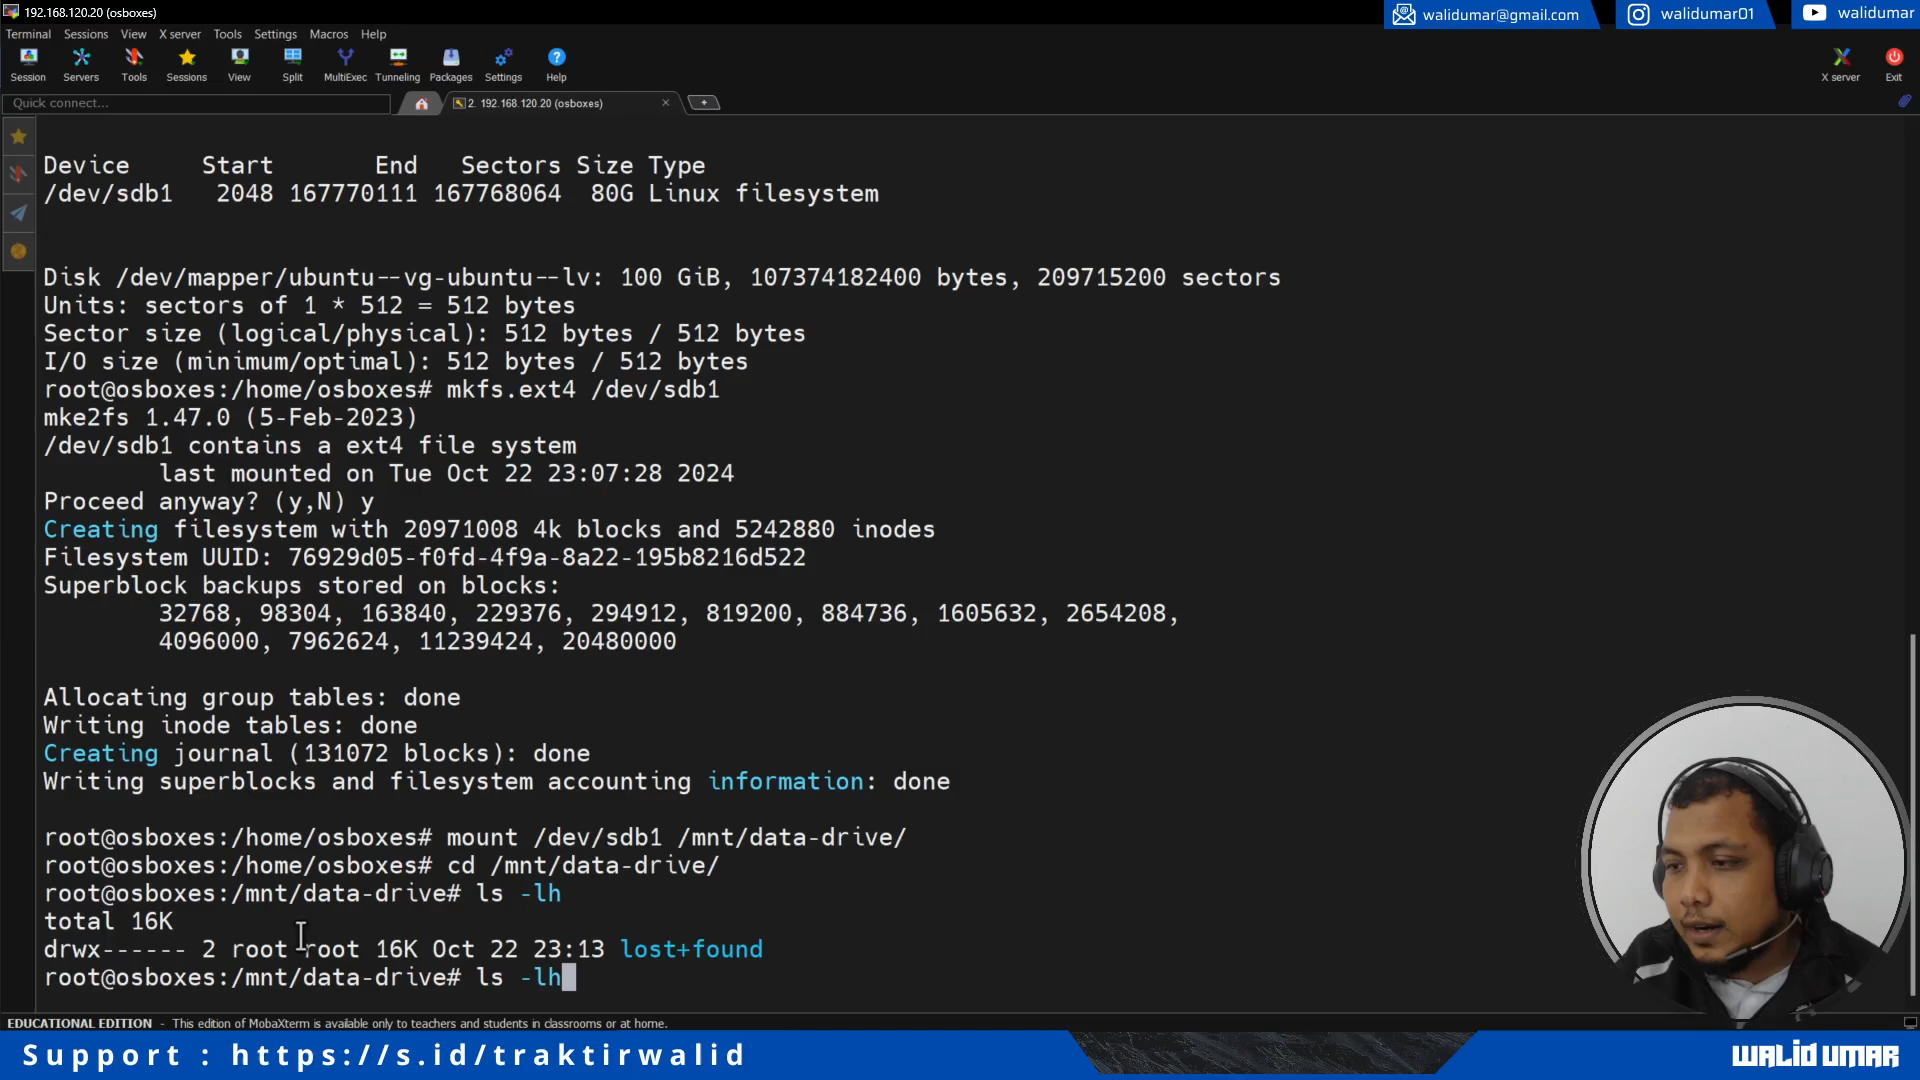 192.168.120.20 (osboxes)
walidumar@gmail.com
walidumar01
walidumar
Terminal Sessions View X server Tools Settings Macros Help
Session Servers Tools Sessions View Split MultiExec Tunneling Packages Settings Help
X server Exit
Quick connect...
2. 192.168.120.20 (osboxes)
Device Start End Sectors Size Type
/dev/sdb1 2048 167770111 167768064 80G Linux filesystem
Disk /dev/mapper/ubuntu--vg-ubuntu--lv: 100 GiB, 107374182400 bytes, 209715200 sectors
Units: sectors of 1 * 512 = 512 bytes
Sector size (logical/physical): 512 bytes / 512 bytes
I/O size (minimum/optimal): 512 bytes / 512 bytes
root@osboxes:/home/osboxes# mkfs.ext4 /dev/sdb1
mke2fs 1.47.0 (5-Feb-2023)
/dev/sdb1 contains a ext4 file system
last mounted on Tue Oct 22 23:07:28 2024
Proceed anyway? (y,N) y
Creating filesystem with 20971008 4k blocks and 5242880 inodes
Filesystem UUID: 76929d05-f0fd-4f9a-8a22-195b8216d522
Superblock backups stored on blocks:
32768, 98304, 163840, 229376, 294912, 819200, 884736, 1605632, 2654208,
4096000, 7962624, 11239424, 20480000
Allocating group tables: done
Writing inode tables: done
Creating journal (131072 blocks): done
Writing superblocks and filesystem accounting information: done
root@osboxes:/home/osboxes# mount /dev/sdb1 /mnt/data-drive/
root@osboxes:/home/osboxes# cd /mnt/data-drive/
root@osboxes:/mnt/data-drive# ls -lh
total 16K
drwx------ 2 root root 16K Oct 22 23:13 lost+found
root@osboxes:/mnt/data-drive# ls -lh
EDUCATIONAL EDITION - This edition of MobaXterm is available only to teachers and students in classrooms or at home.
Support : https://s.id/traktirwalid
WALID UMAR